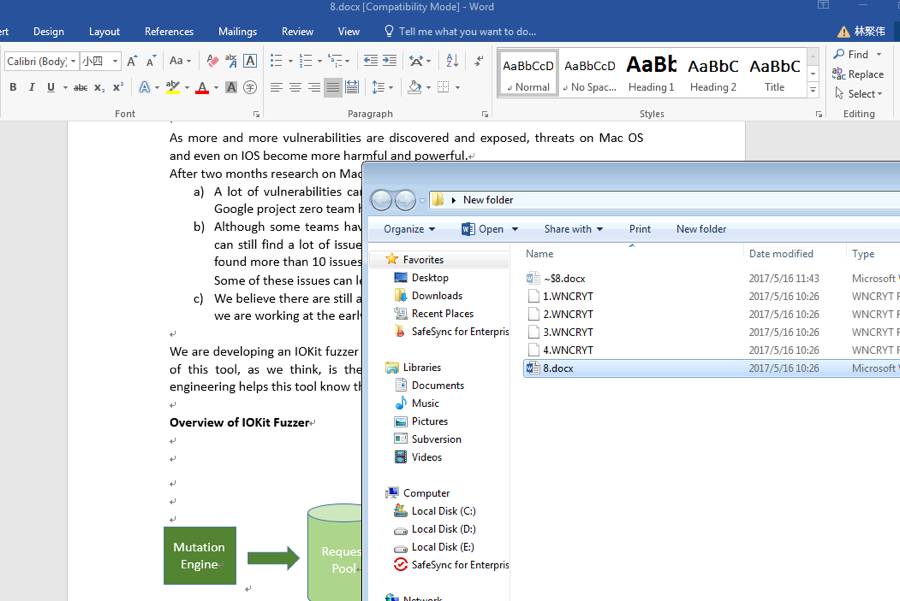 8.docx [Compatibility Mode] - Word
Design Layout References Mailings Review View Tell me what you want to do... 林聚伟
Calibri (Body) 小四 Aa
B I U abc X₂ X² A A A
AaBbCcD AaBbCcD AaBb AaBbC AaBbC
Normal No Spac... Heading 1 Heading 2 Title
Find
Replace
Select
Font Paragraph Styles Editing
As more and more vulnerabilities are discovered and exposed, threats on Mac OS
and even on IOS become more harmful and powerful.
After two months research on Mac
a) A lot of vulnerabilities
Google project zero team
b) Although some teams
can still find a lot of
found more than 10 issues
Some of these issues can
c) We believe there are still a
we are working at the
We are developing an IOKit fuzzer
of this tool, as we think, is the
engineering helps this tool know
Overview of IOKit Fuzzer
Mutation
Engine
Pool
New folder
Organize Open Share with Print New folder
Name Date modified Type
~$8.docx 2017/5/16 11:43 Microsoft
1.WNCRYT 2017/5/16 10:26 WNCRYT F
2.WNCRYT 2017/5/16 10:26 WNCRYT F
3.WNCRYT 2017/5/16 10:26 WNCRYT F
4.WNCRYT 2017/5/16 10:26 WNCRYT F
8.docx 2017/5/16 10:26 Microsoft
Favorites
Desktop
Downloads
Recent Places
SafeSync for Enterpris
Libraries
Documents
Music
Pictures
Subversion
Videos
Computer
Local Disk (C:)
Local Disk (D:)
Local Disk (E:)
SafeSync for Enterpris
Network